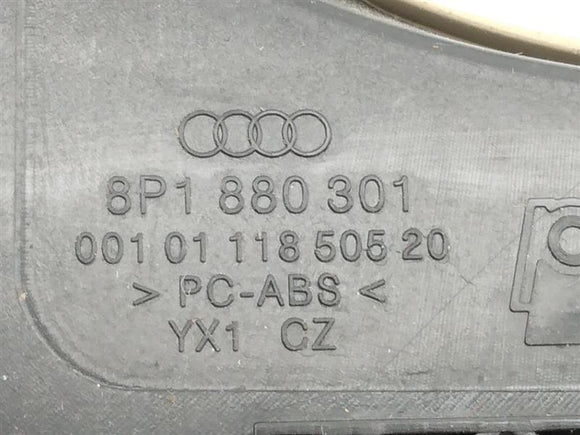 8P1 880 301
001 01 118 505 20
> PC-ABS <
YX1 CZ